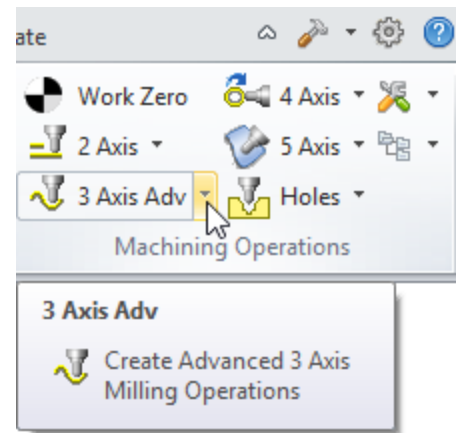 ate
Work Zero
4 Axis
2 Axis
5 Axis
3 Axis Adv
Holes
Machining Operations
3 Axis Adv
Create Advanced 3 Axis
Milling Operations